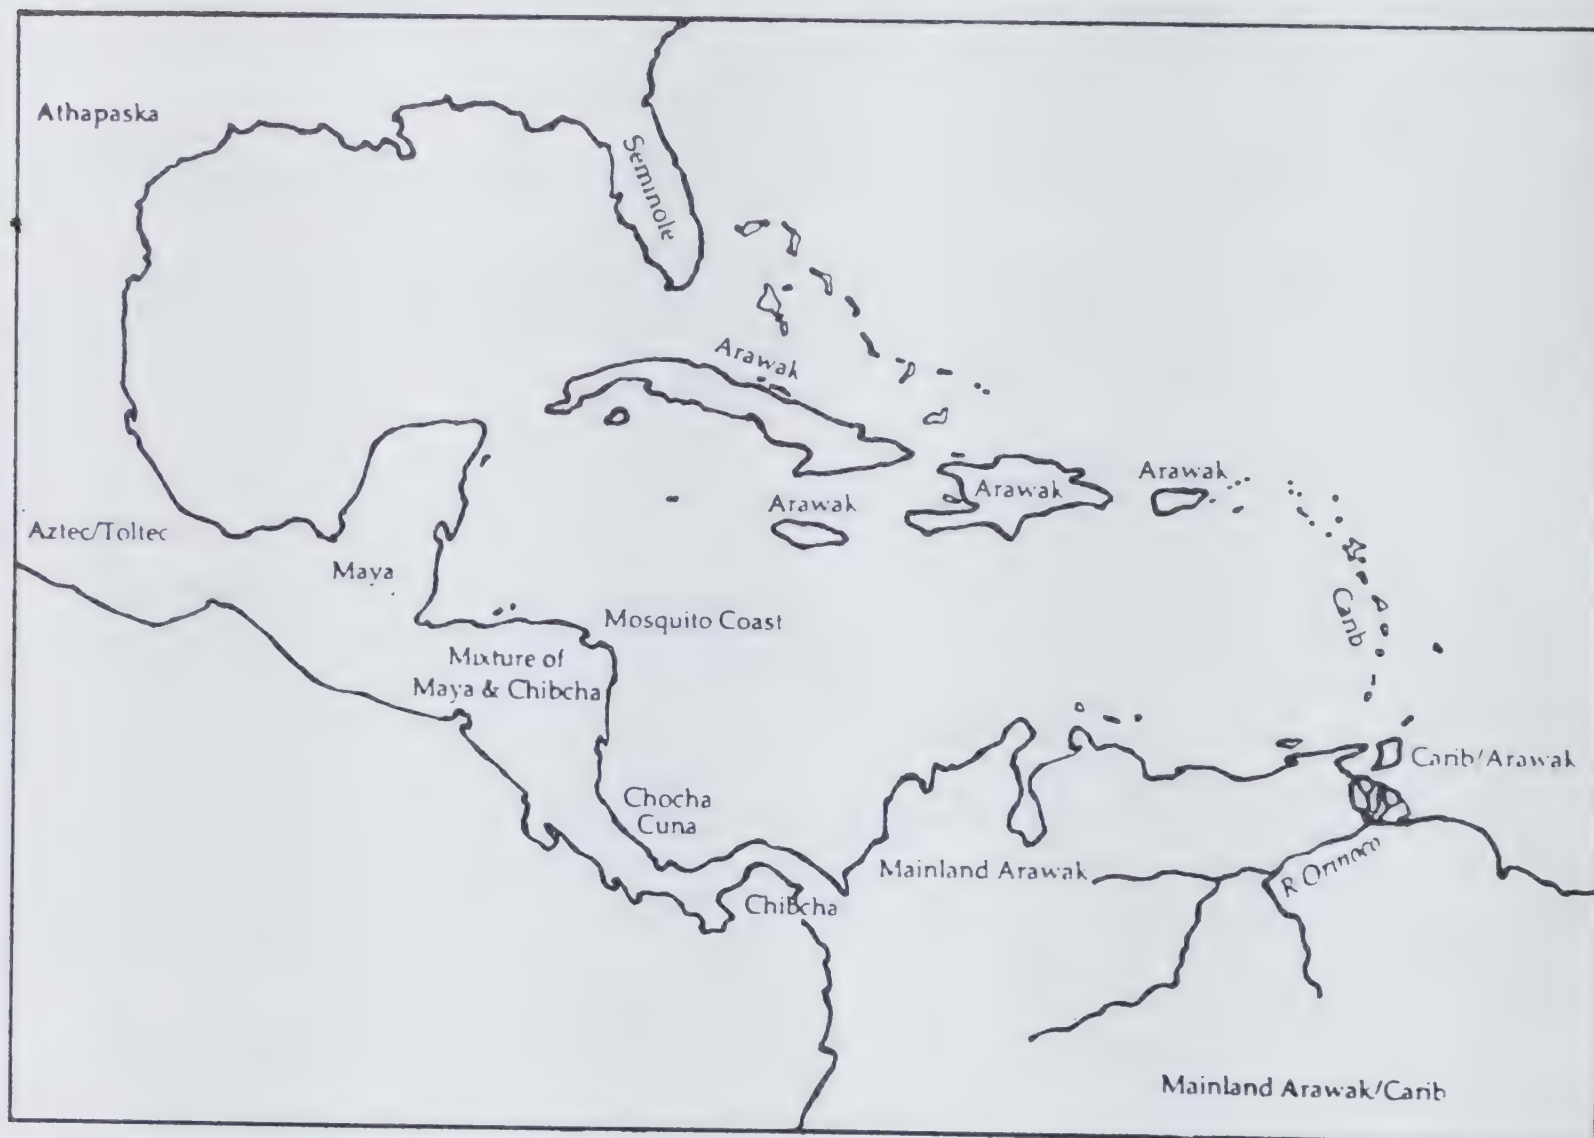 Athapaska
Seminole
Arawak
Arawak
Arawak
Arawak
Aztec/Toltec
Maya
Mosquito Coast
Carib
Mixture of
Maya & Chibcha
Carib/Arawak
Chocha
Cuna
Mainland Arawak
R Orinoco
Chibcha
Mainland Arawak/Carib